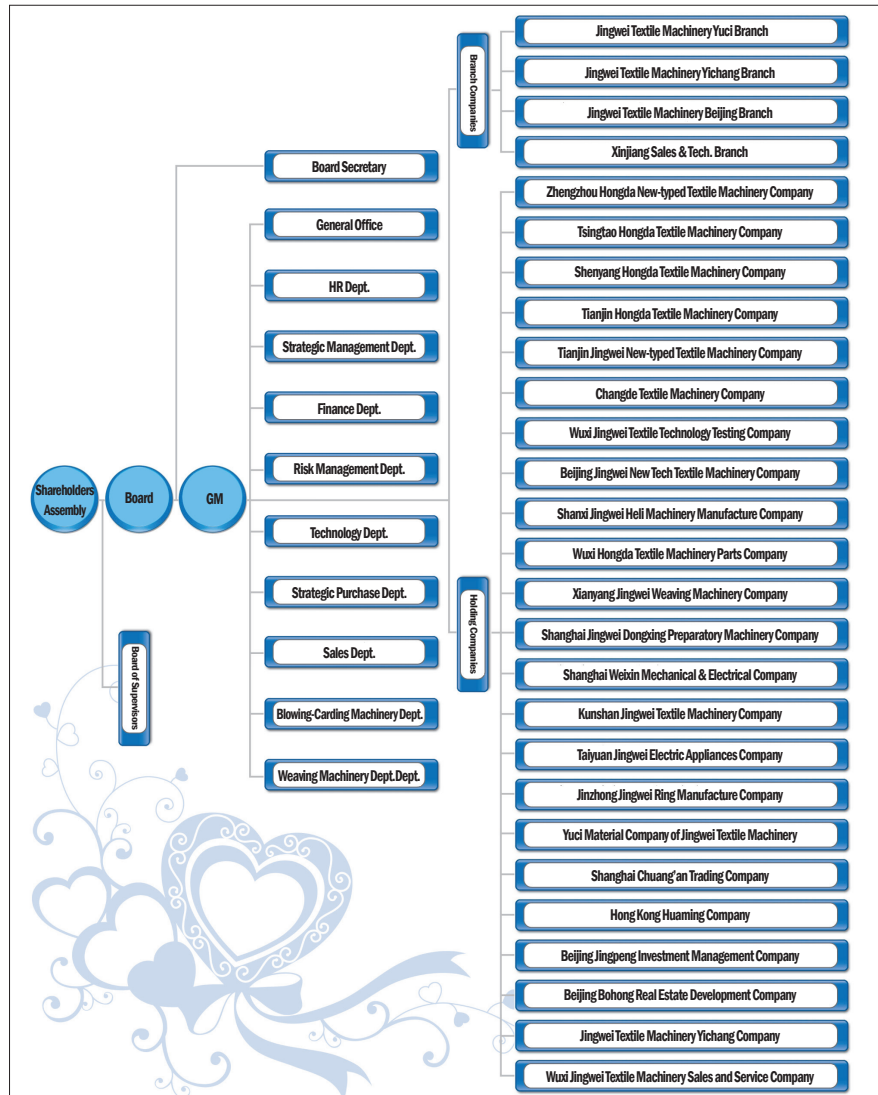 Shareholders
Assembly
Board
GM
Board of Supervisors
Board Secretary
General Office
HR Dept.
Strategic Management Dept.
Finance Dept.
Risk Management Dept.
Technology Dept.
Strategic Purchase Dept.
Sales Dept.
Blowing-Carding Machinery Dept.
Weaving Machinery Dept.Dept.
Branch Companies
Jingwei Textile Machinery Yuci Branch
Jingwei Textile Machinery Yichang Branch
Jingwei Textile Machinery Beijing Branch
Xinjiang Sales & Tech. Branch
Holding Companies
Zhengzhou Hongda New-typed Textile Machinery Company
Tsingtao Hongda Textile Machinery Company
Shenyang Hongda Textile Machinery Company
Tianjin Hongda Textile Machinery Company
Tianjin Jingwei New-typed Textile Machinery Company
Changde Textile Machinery Company
Wuxi Jingwei Textile Technology Testing Company
Beijing Jingwei New Tech Textile Machinery Company
Shanxi Jingwei Heli Machinery Manufacture Company
Wuxi Hongda Textile Machinery Parts Company
Xianyang Jingwei Weaving Machinery Company
Shanghai Jingwei Dongxing Preparatory Machinery Company
Shanghai Weixin Mechanical & Electrical Company
Kunshan Jingwei Textile Machinery Company
Taiyuan Jingwei Electric Appliances Company
Jinzhong Jingwei Ring Manufacture Company
Yuci Material Company of Jingwei Textile Machinery
Shanghai Chuang'an Trading Company
Hong Kong Huaming Company
Beijing Jingpeng Investment Management Company
Beijing Bohong Real Estate Development Company
Jingwei Textile Machinery Yichang Company
Wuxi Jingwei Textile Machinery Sales and Service Company